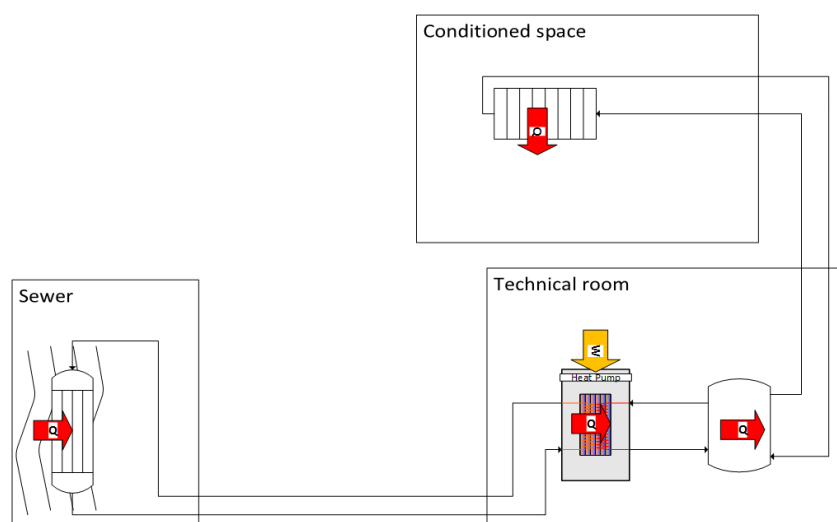 Conditioned space
Q
Sewer
Technical room
W
Heat Pump
Q
Q
Q